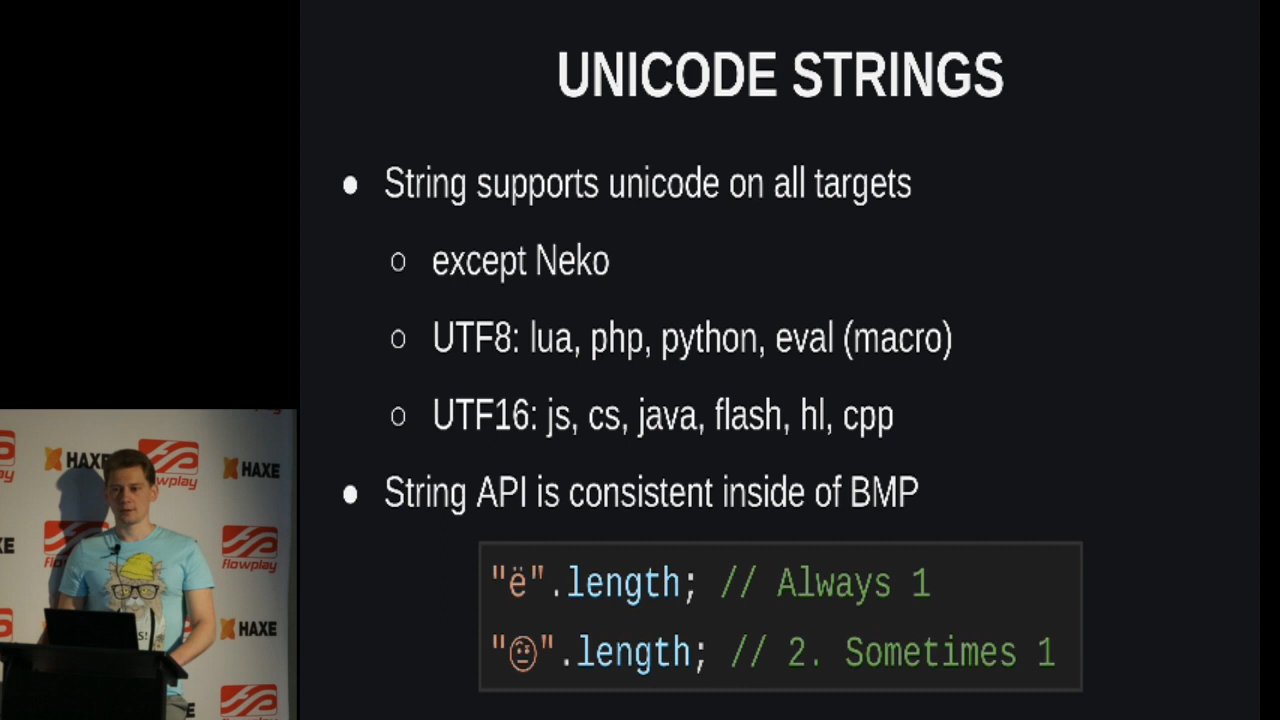 UNICODE STRINGS
● String supports unicode on all targets
○ except Neko
○ UTF8: lua, php, python, eval (macro)
○ UTF16: js, cs, java, flash, hl, cpp
● String API is consistent inside of BMP
"ë".length; // Always 1
"🤨".length; // 2. Sometimes 1
HAXE
wplay
HAXE
flowplay
HAXE